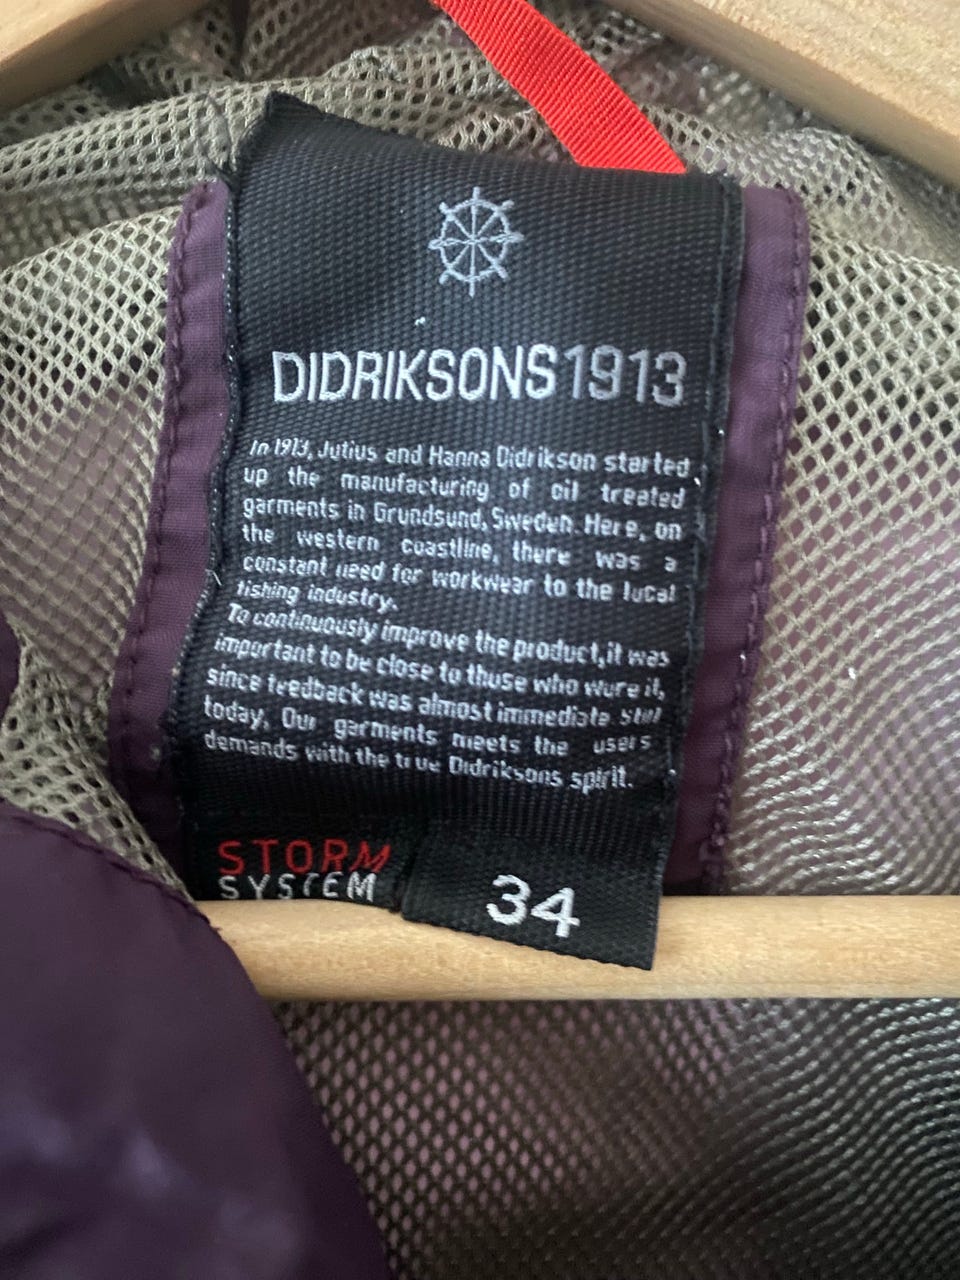 DIDRIKSONS1913
In 1913, Julius and Hanna Didrikson started
up the manufacturing of oil treated
garments in Grundsund, Sweden. Here, on
the western coastline, there was a
constant need for workwear to the local
fishing industry.
To continuously improve the product, it was
important to be close to those who wore it,
since feedback was almost immediate. Still
today, Our garments meets the users
demands with the true Didriksons spirit.
STORM
SYSTEM
34